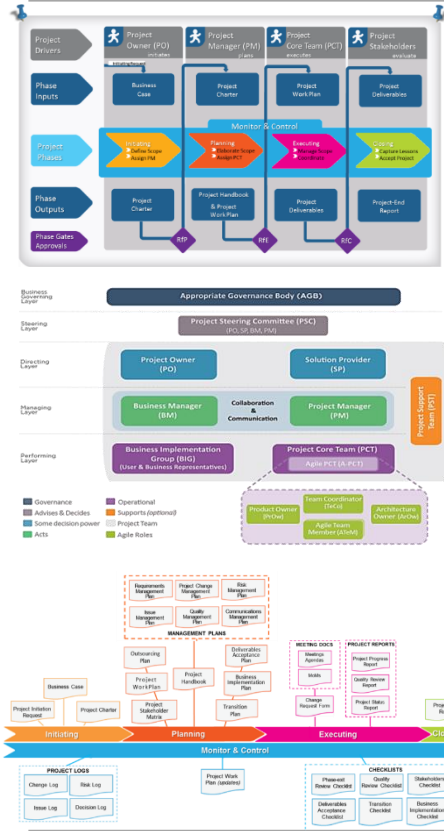 Project
Drivers
Project
Owner (PO)
initiates
Project
Manager (PM)
plans
Project
Core Team (PCT)
executes
Project
Stakeholders
evaluate
Phase
Inputs
Business
Case
Project
Charter
Project
Work Plan
Project
Deliverables
Monitor & Control
Project
Phases
Initiating
Define Scope
Assign PM
Planning
Elaborate Scope
Assign PCT
Executing
Manage Scope
Coordinate
Closing
Capture Lessons
Accept Project
Phase
Outputs
Project
Charter
Project Handbook
& Project
Work Plan
Project
Deliverables
Project-End
Report
Phase Gates
Approvals
RfP
RfE
RfC
Business
Governing
Layer
Appropriate Governance Body (AGB)
Steering
Layer
Project Steering Committee (PSC)
(PO, SP, BM, PM)
Directing
Layer
Project Owner
(PO)
Solution Provider
(SP)
Managing
Layer
Business Manager
(BM)
Collaboration
&
Communication
Project Manager
(PM)
Project Support
Team (PST)
Performing
Layer
Business Implementation
Group (BIG)
(User & Business Representatives)
Project Core Team (PCT)
Agile PCT (A-PCT)
Product Owner
(PrOw)
Team Coordinator
(TeCo)
Agile Team
Member (ATeM)
Architecture
Owner (ArOw)
Governance
Advises & Decides
Some decision power
Acts
Operational
Supports (optional)
Project Team
Agile Roles
Requirements
Management
Plan
Project Change
Management
Plan
Risk
Management
Plan
Issue
Management
Plan
Quality
Management
Plan
Communications
Management
Plan
MANAGEMENT PLANS
Outsourcing
Plan
Project
Work Plan
Project
Stakeholder
Matrix
Project
Handbook
Deliverables
Acceptance
Plan
Business
Implementation
Plan
Transition
Plan
MEETING DOCS
Meetings
Agendas
MoMs
Change
Request Form
PROJECT REPORTS
Project Progress
Report
Quality Review
Report
Project Status
Report
Business Case
Project Initiation
Request
Project Charter
Initiating
Planning
Executing
Monitor & Control
PROJECT LOGS
Change Log
Risk Log
Issue Log
Decision Log
Project Work
Plan (updates)
CHECKLISTS
Phase-exit
Review Checklist
Quality
Review Checklist
Stakeholders
Checklist
Deliverables
Acceptance
Checklist
Transition
Checklist
Business
Implementation
Checklist